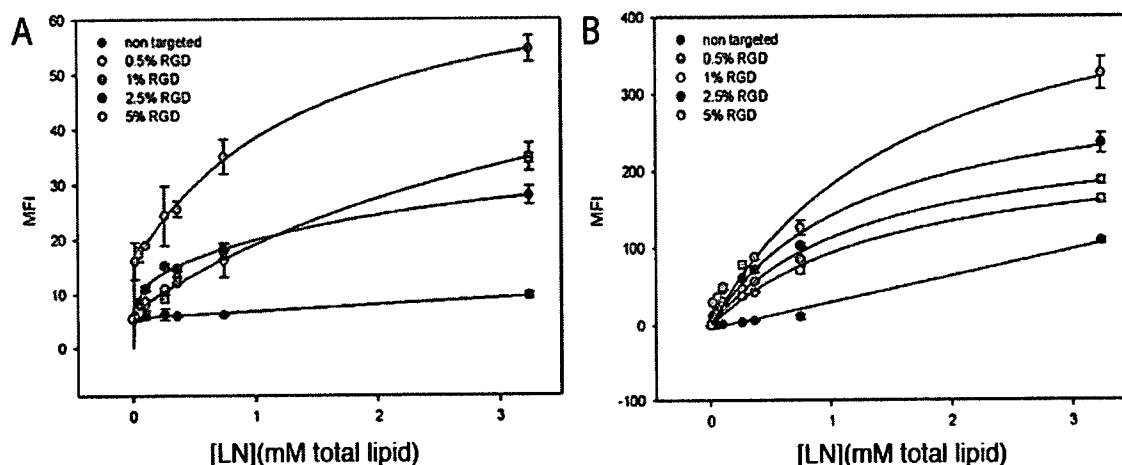 A
60
50
40
30
20
10
0
MFI
non targeted
0.5% RGD
1% RGD
2.5% RGD
5% RGD
0 1 2 3
[LN](mM total lipid)
B
400
300
200
100
0
-100
MFI
non targeted
0.5% RGD
1% RGD
2.5% RGD
5% RGD
0 1 2 3
[LN](mM total lipid)